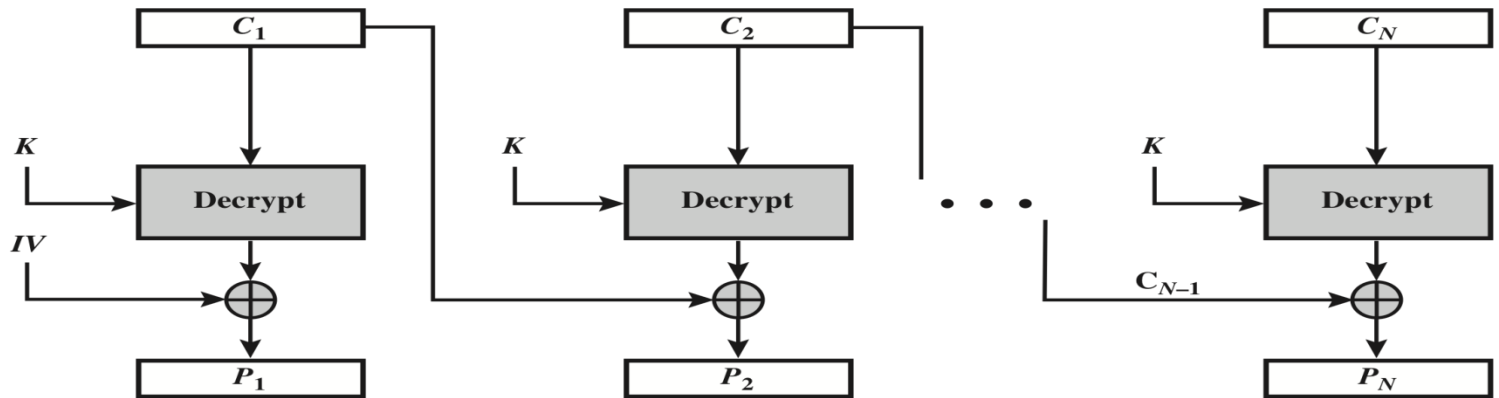 C1 C2 CN
K K K
Decrypt Decrypt • • • Decrypt
IV
CN–1
P1 P2 PN